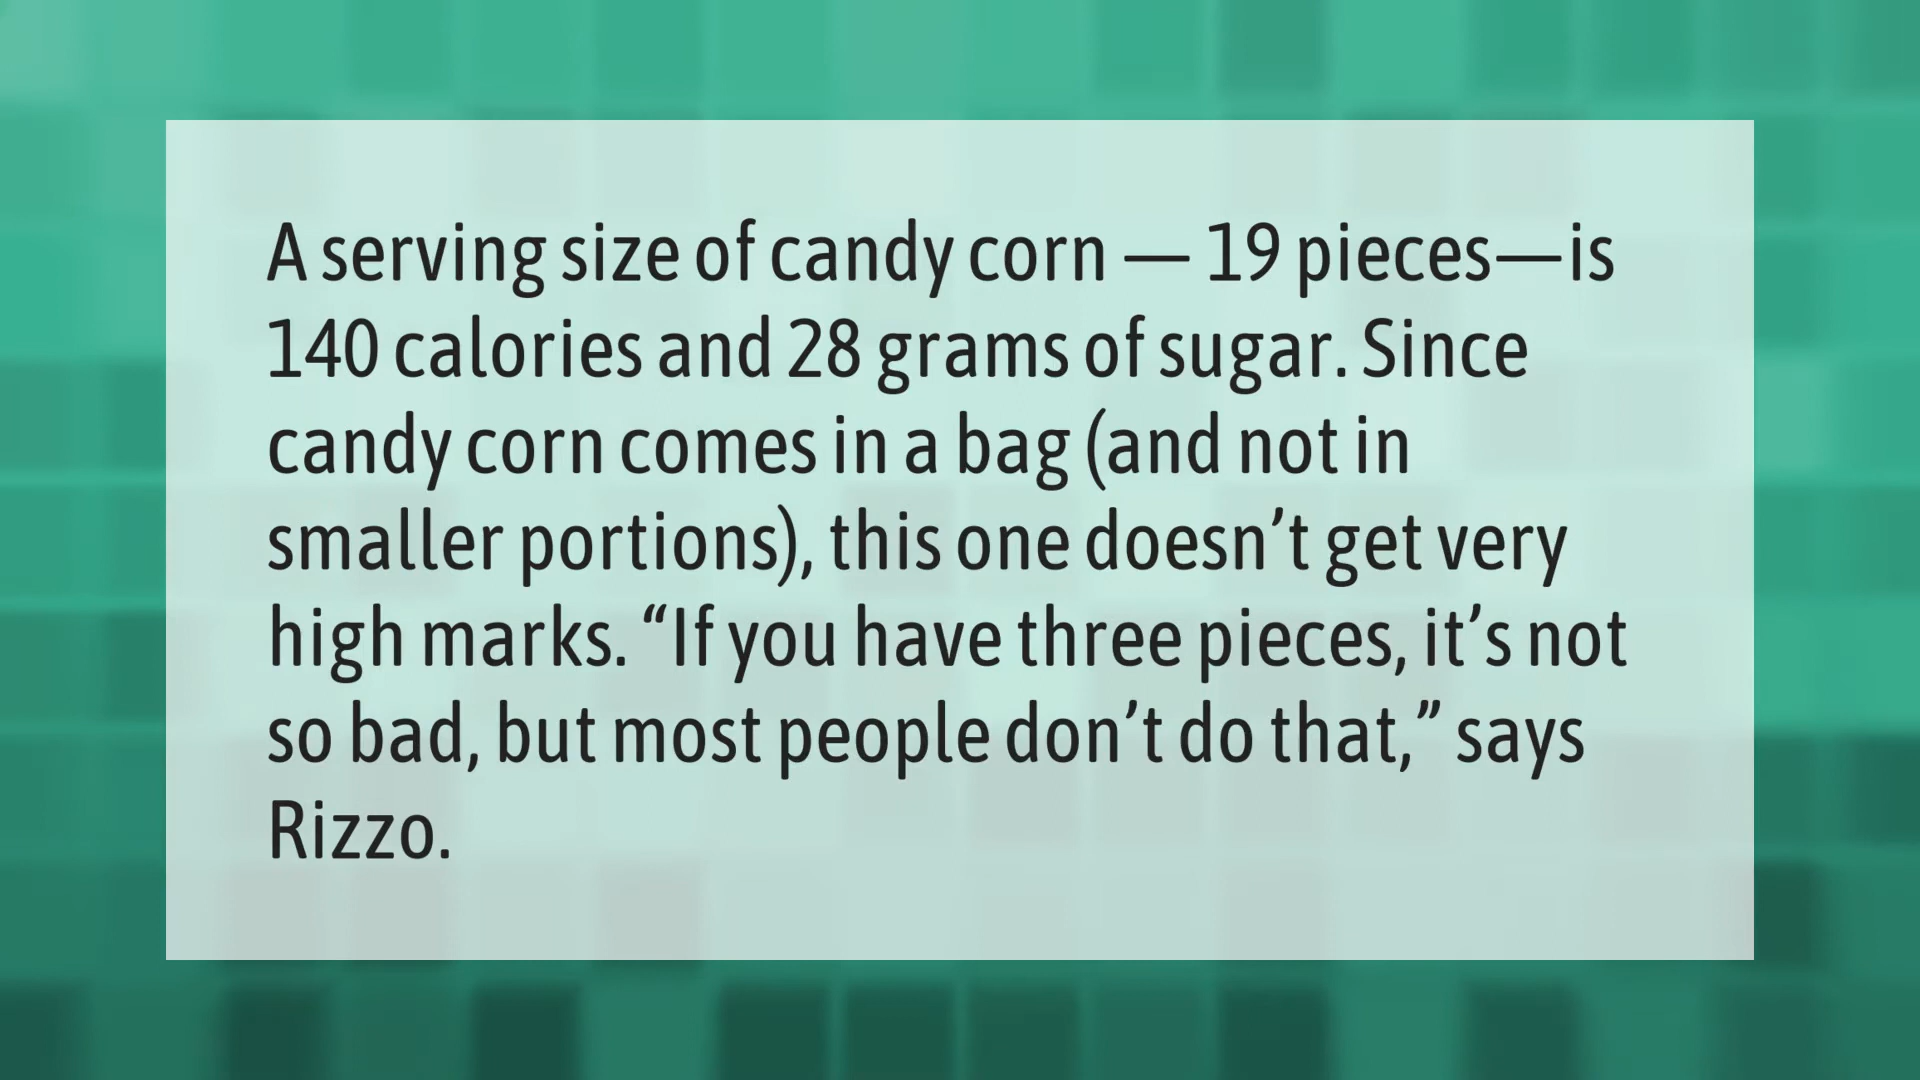 A serving size of candy corn — 19 pieces—is
140 calories and 28 grams of sugar. Since
candy corn comes in a bag (and not in
smaller portions), this one doesn’t get very
high marks. “If you have three pieces, it’s not
so bad, but most people don’t do that,” says
Rizzo.